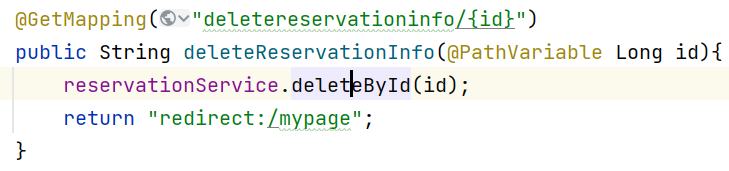 @GetMapping("deletereservationinfo/{id}")
public String deleteReservationInfo(@PathVariable Long id){
    reservationService.deleteById(id);
    return "redirect:/mypage";
}